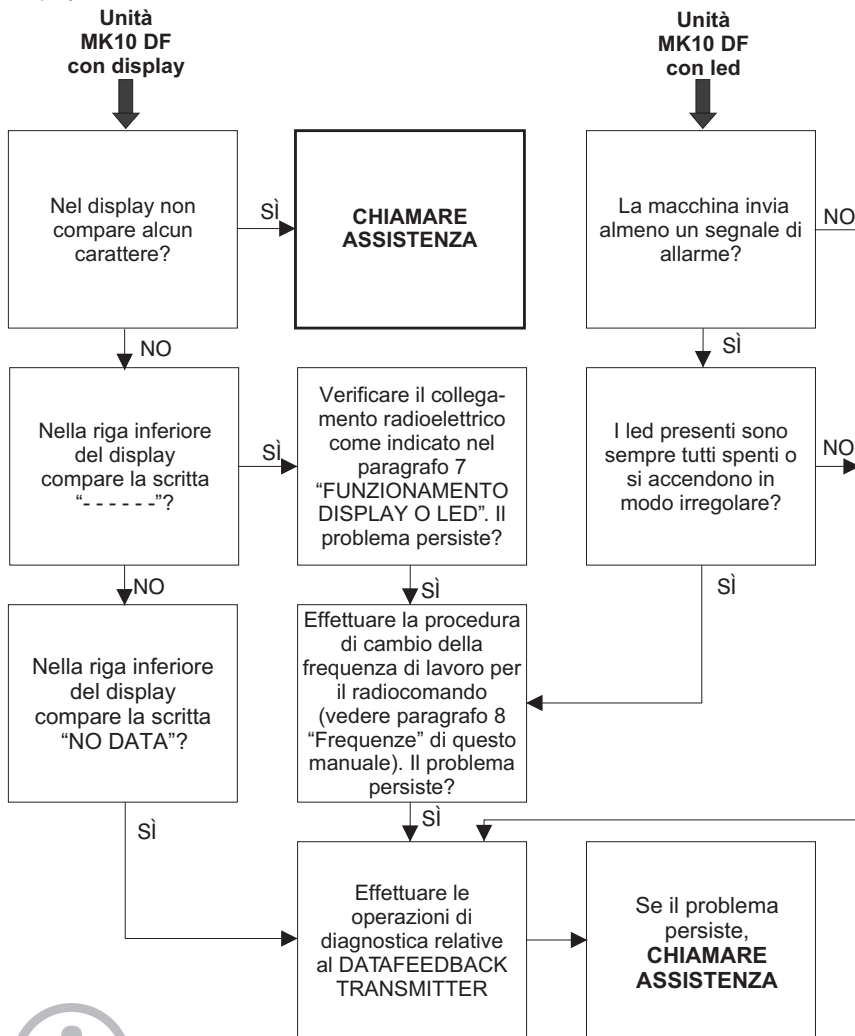 Unità
MK10 DF
con display
Unità
MK10 DF
con led
Nel display non
compare alcun
carattere?
SÌ
CHIAMARE
ASSISTENZA
La macchina invia
almeno un segnale di
allarme?
NO
NO
SÌ
Nella riga inferiore
del display
compare la scritta
“- - - - - -”?
SÌ
Verificare il collega-
mento radioelettrico
come indicato nel
paragrafo 7
“FUNZIONAMENTO
DISPLAY O LED”. Il
problema persiste?
I led presenti sono
sempre tutti spenti o
si accendono in
modo irregolare?
NO
NO
SÌ
SÌ
Nella riga inferiore
del display
compare la scritta
“NO DATA”?
Effettuare la procedura
di cambio della
frequenza di lavoro per
il radiocomando
(vedere paragrafo 8
“Frequenze” di questo
manuale). Il problema
persiste?
SÌ
SÌ
Effettuare le
operazioni di
diagnostica relative
al DATAFEEDBACK
TRANSMITTER
Se il problema
persiste,
CHIAMARE
ASSISTENZA